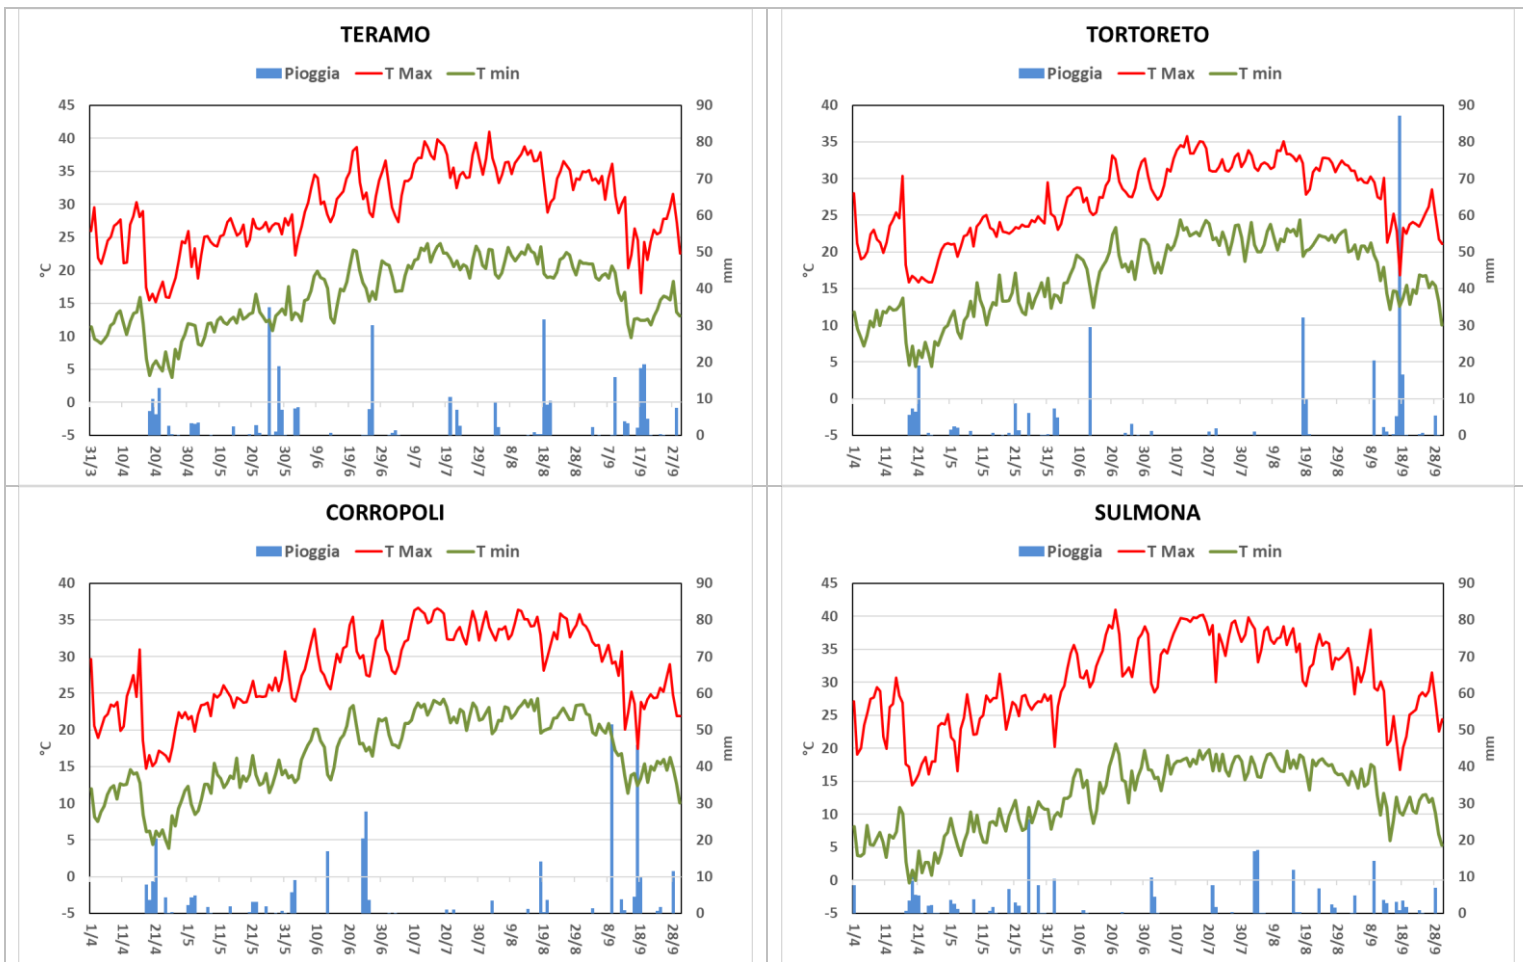 TERAMO
Pioggia T Max T min
45 90
40 80
35 70
30 60
25 50
20 40
15 30
10
5 20
0 10
-5 0
°C
mm
31/3 10/4 20/4 30/4 10/5 20/5 30/5 9/6 19/6 29/6 9/7 19/7 29/7 8/8 18/8 28/8 7/9 17/9 27/9
TORTORETO
Pioggia T Max T min
40 90
35 80
30 70
25 60
20 50
15 40
10 30
5 20
0 10
-5 0
°C
mm
1/4 11/4 21/4 1/5 11/5 21/5 31/5 10/6 20/6 30/6 10/7 20/7 30/7 9/8 19/8 29/8 8/9 18/9 28/9
CORROPOLI
Pioggia T Max T min
40 90
35 80
30 70
25 60
20 50
15 40
10 30
5 20
0 10
-5 0
°C
mm
1/4 11/4 21/4 1/5 11/5 21/5 31/5 10/6 20/6 30/6 10/7 20/7 30/7 9/8 19/8 29/8 8/9 18/9 28/9
SULMONA
Pioggia T Max T min
45 90
40 80
35 70
30 60
25 50
20 40
15 30
10
5 20
0 10
-5 0
°C
mm
1/4 11/4 21/4 1/5 11/5 21/5 31/5 10/6 20/6 30/6 10/7 20/7 30/7 9/8 19/8 29/8 8/9 18/9 28/9